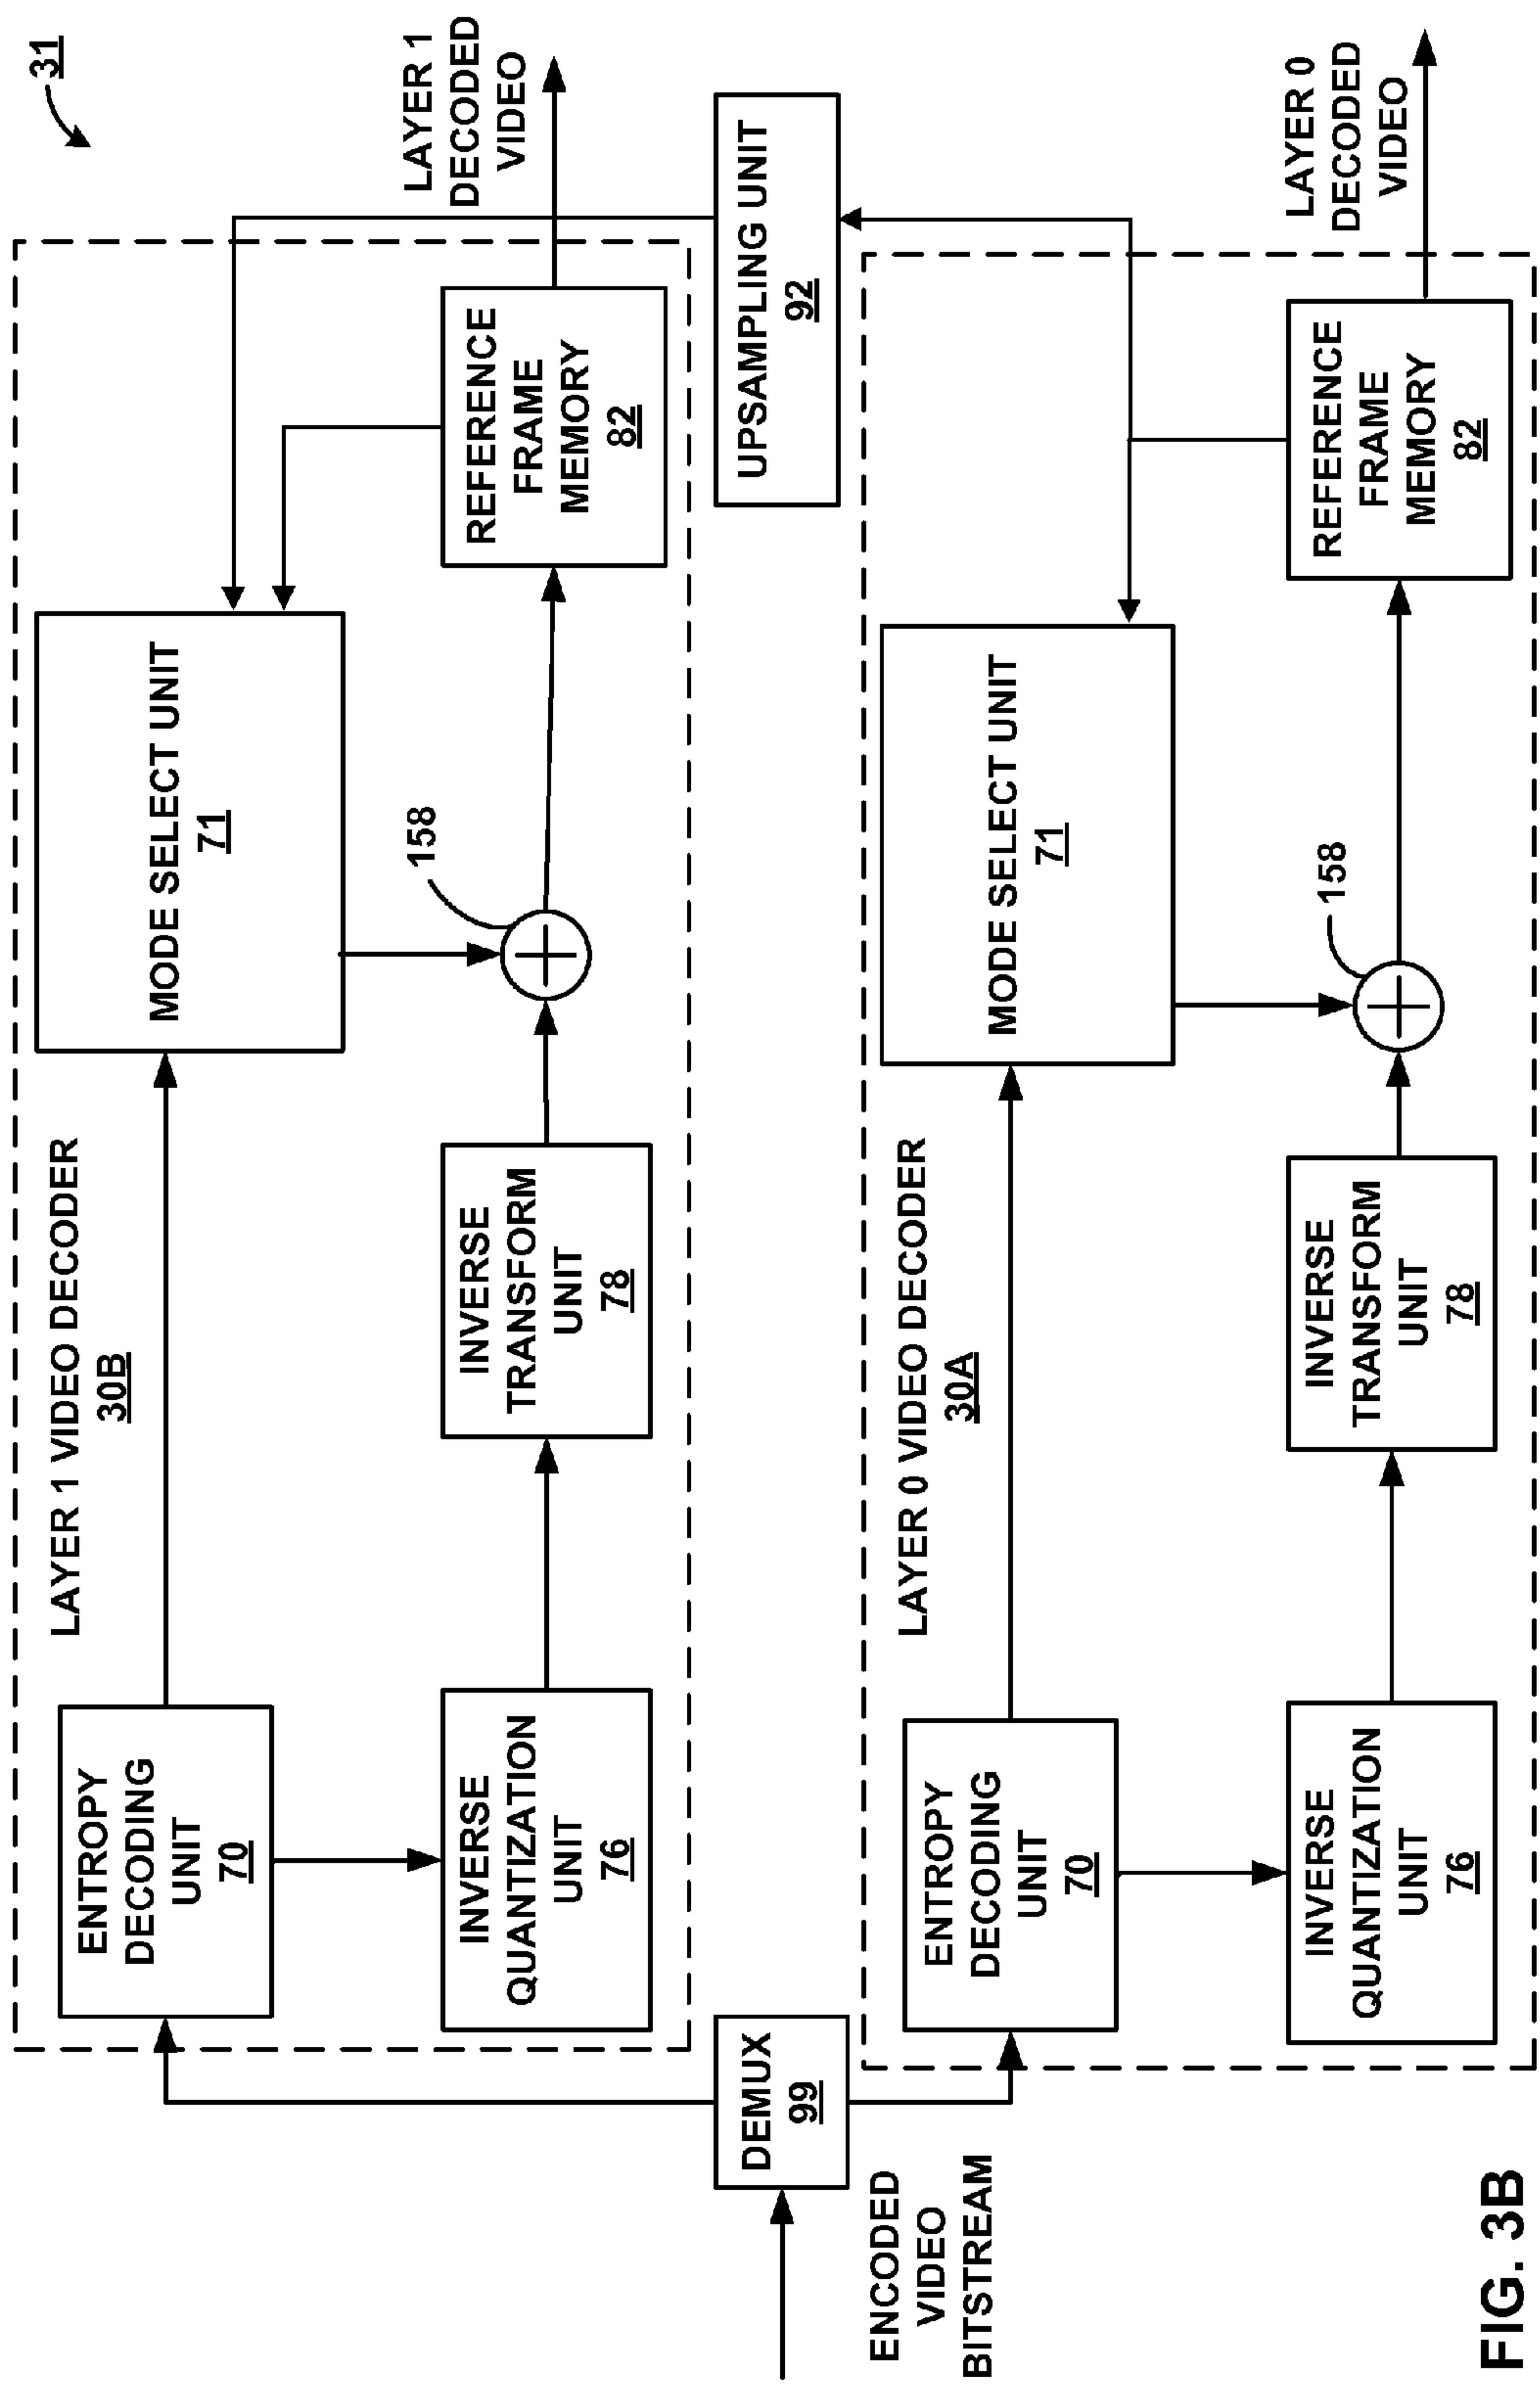 31
LAYER 1 VIDEO DECODER
30B
ENTROPY
DECODING
UNIT
70
MODE SELECT UNIT
71
LAYER 1
DECODED
VIDEO
INVERSE
QUANTIZATION
UNIT
76
INVERSE
TRANSFORM
UNIT
78
158
REFERENCE
FRAME
MEMORY
82
DEMUX
99
UPSAMPLING UNIT
92
ENCODED
VIDEO
BITSTREAM
LAYER 0 VIDEO DECODER
30A
ENTROPY
DECODING
UNIT
70
MODE SELECT UNIT
71
LAYER 0
DECODED
VIDEO
INVERSE
QUANTIZATION
UNIT
76
INVERSE
TRANSFORM
UNIT
78
158
REFERENCE
FRAME
MEMORY
82
FIG. 3B